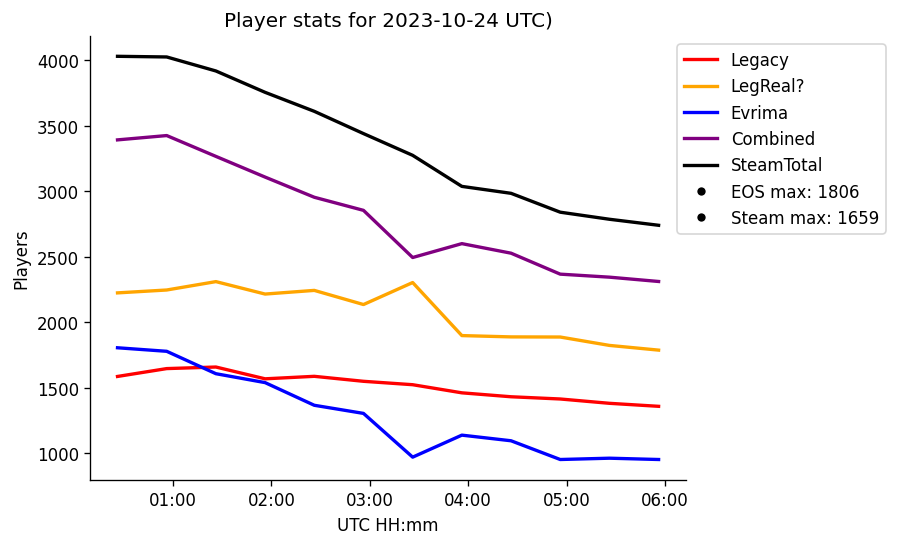 Player stats for 2023-10-24 UTC)
4000
3500
3000
2500
2000
1500
1000
Players
01:00
02:00
03:00
04:00
05:00
06:00
UTC HH:mm
Legacy
LegReal?
Evrima
Combined
SteamTotal
EOS max: 1806
Steam max: 1659